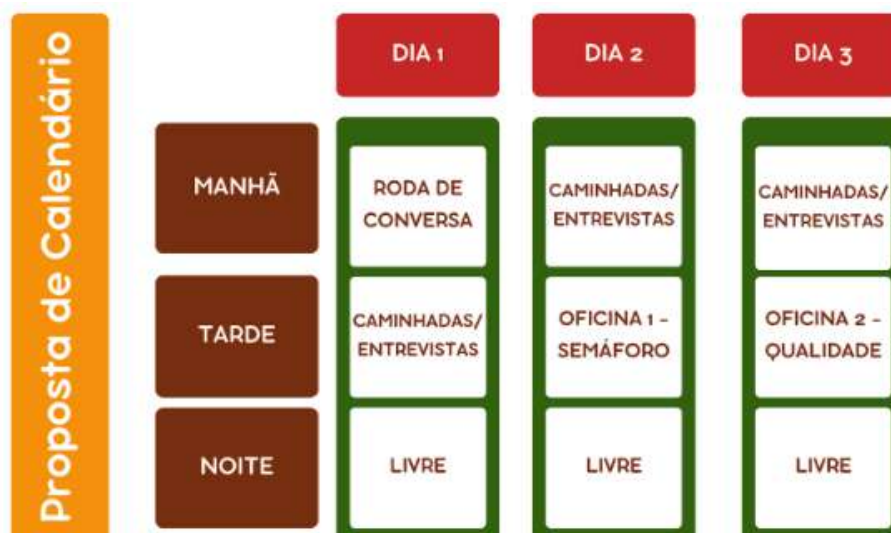 Proposta de Calendário
DIA 1
DIA 2
DIA 3
MANHÃ
RODA DE
CONVERSA
CAMINHADAS/
ENTREVISTAS
CAMINHADAS/
ENTREVISTAS
TARDE
CAMINHADAS/
ENTREVISTAS
OFICINA 1 -
SEMÁFORO
OFICINA 2 -
QUALIDADE
NOITE
LIVRE
LIVRE
LIVRE